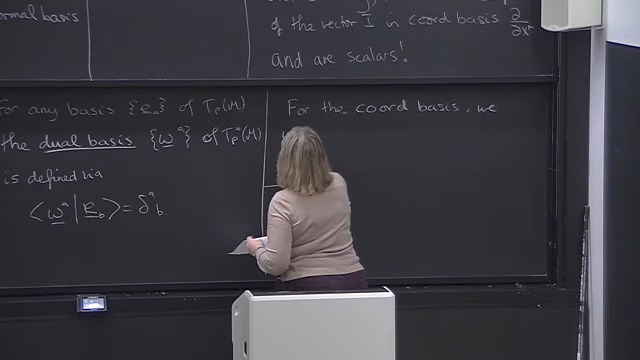 ormal basis
of the vector I in coord basis ∂/∂x
and are scalars!
For any basis {e_a} of T_p(M)
the dual basis {ω^a} of T_p^*(M)
is defined via
⟨ω^a | e_b⟩ = δ^a_b.
For the coord basis, we